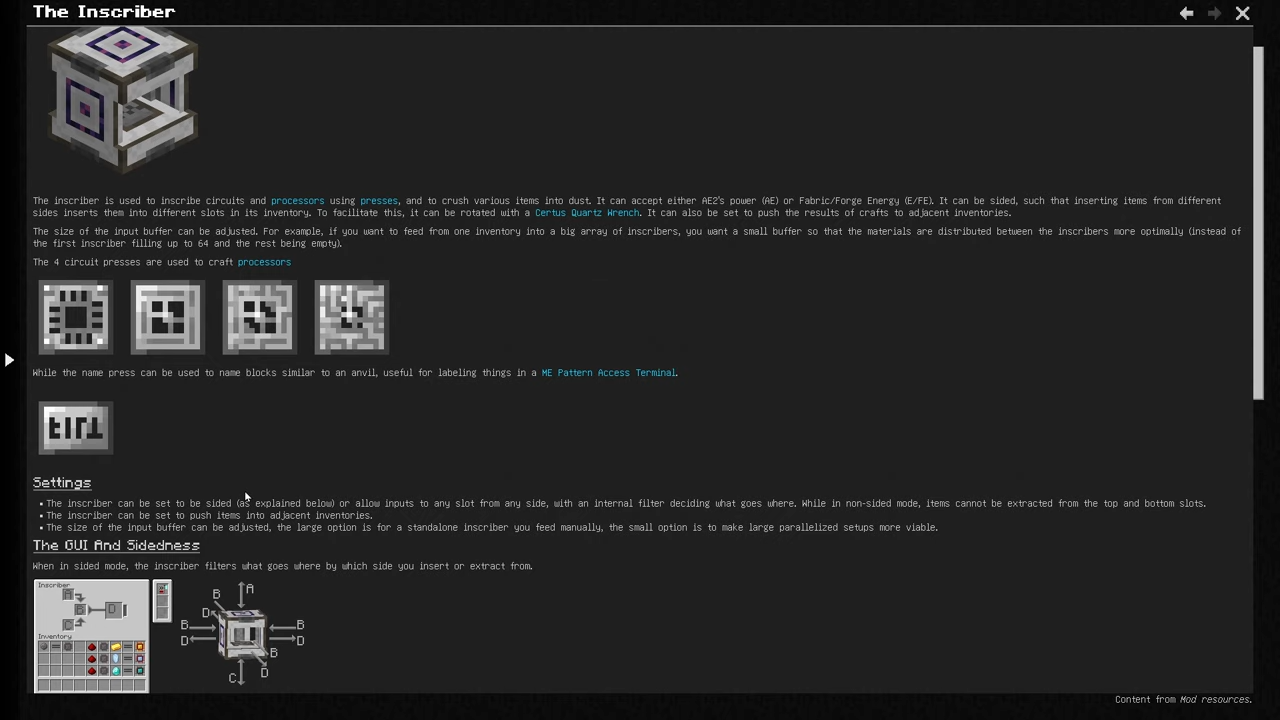 The Inscriber
The inscriber is used to inscribe circuits and processors using presses, and to crush various items into dust. It can accept either AE2's power (AE) or Fabric/Forge Energy (E/FE). It can be sided, such that inserting items from different
sides inserts them into different slots in its inventory. To facilitate this, it can be rotated with a Certus Quartz Wrench. It can also be set to push the results of crafts to adjacent inventories.
The size of the input buffer can be adjusted. For example, if you want to feed from one inventory into a big array of inscribers, you want a small buffer so that the materials are distributed between the inscribers more optimally (instead of
the first inscriber filling up to 64 and the rest being empty).
The 4 circuit presses are used to craft processors
While the name press can be used to name blocks similar to an anvil, useful for labeling things in a ME Pattern Access Terminal.
Settings
• The inscriber can be set to be sided (as explained below) or allow inputs to any slot from any side, with an internal filter deciding what goes where. While in non-sided mode, items cannot be extracted from the top and bottom slots.
• The inscriber can be set to push items into adjacent inventories.
• The size of the input buffer can be adjusted, the large option is for a standalone inscriber you feed manually, the small option is to make large parallelized setups more viable.
The GUI And Sidedness
When in sided mode, the inscriber filters what goes where by which side you insert or extract from.
Inscriber
A
B
D
C
Inventory
B
A
D
B
B
D
D
B
C
D
Content from Mod resources.